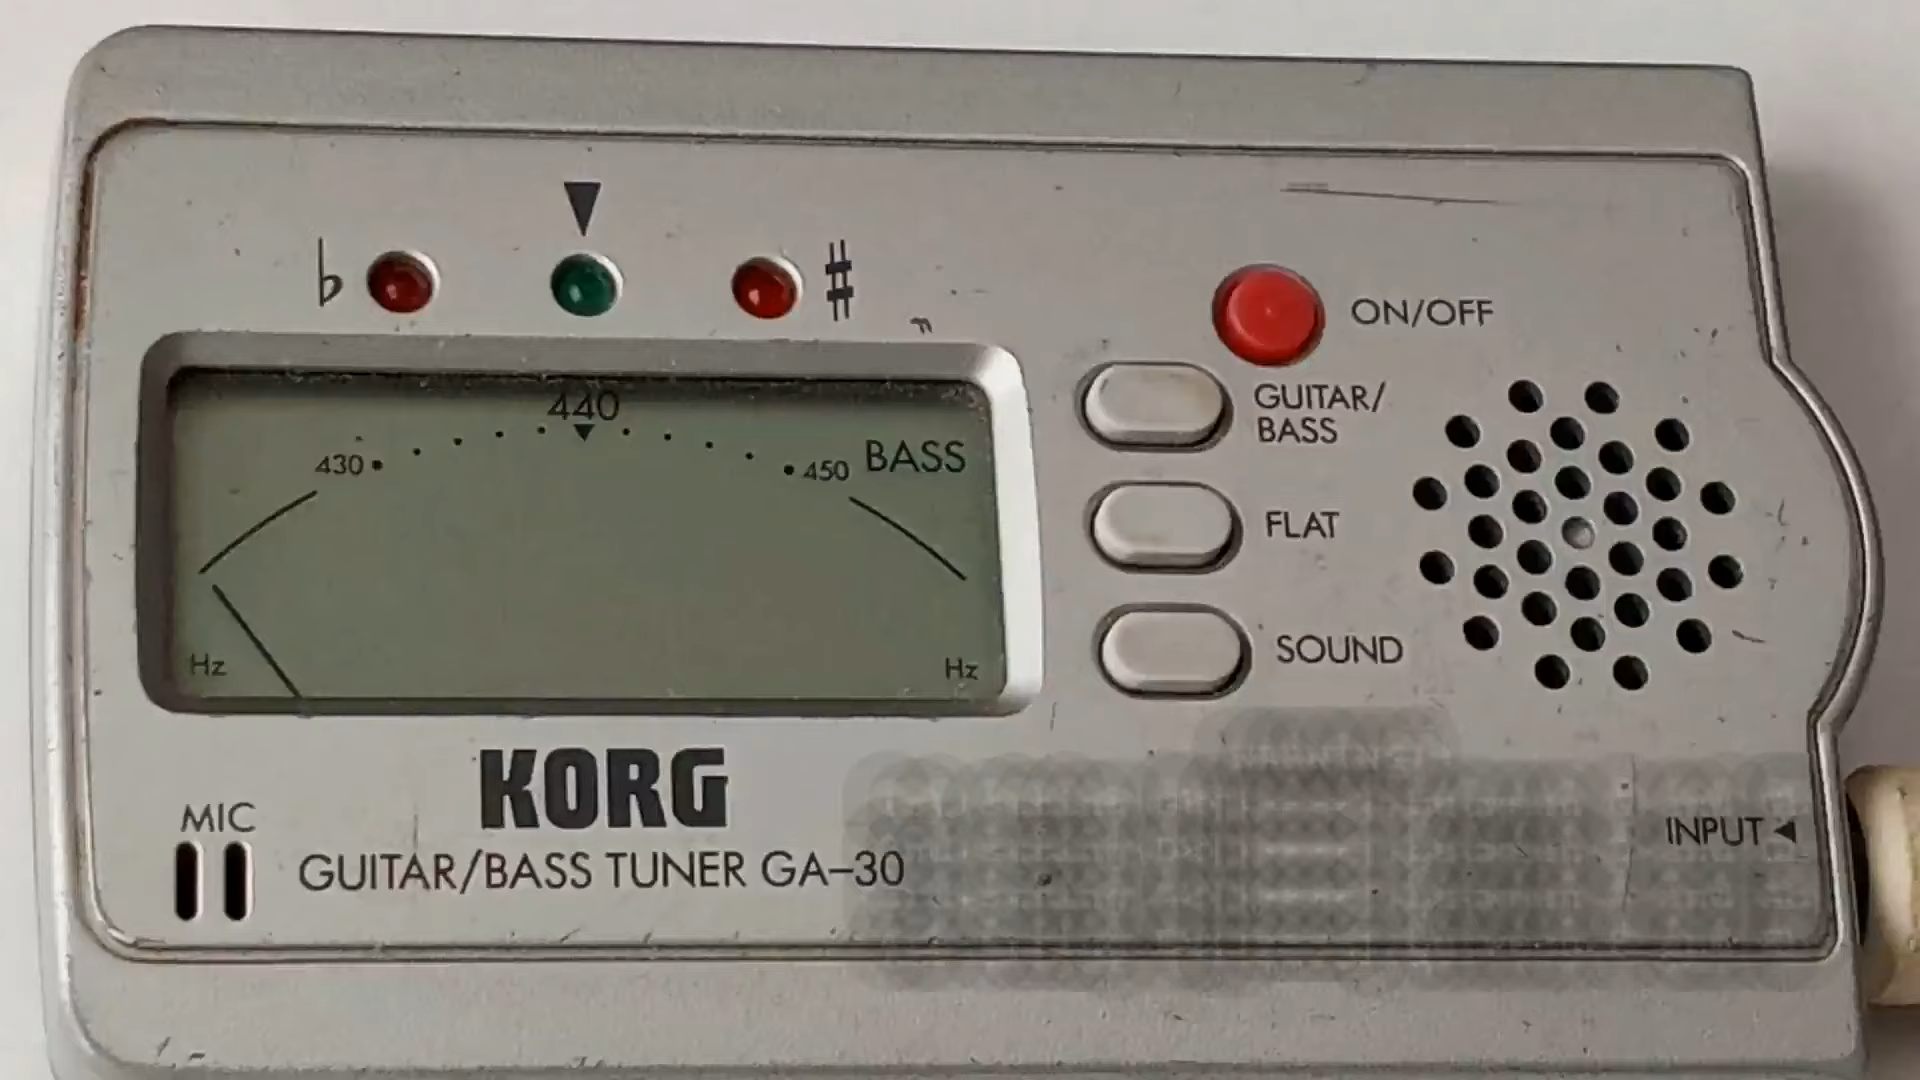 ♭ ♯
ON/OFF
440
430 450 BASS
GUITAR/
BASS
FLAT
SOUND
Hz Hz
KORG
MIC
GUITAR/BASS TUNER GA-30
INPUT ◄